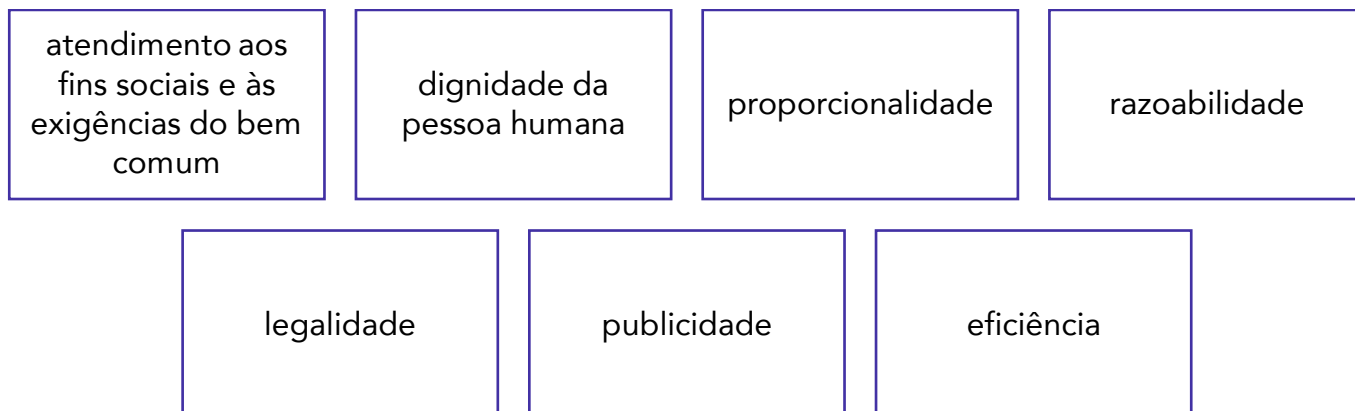 atendimento aos
fins sociais e às
exigências do bem
comum
dignidade da
pessoa humana
proporcionalidade
razoabilidade
legalidade
publicidade
eficiência